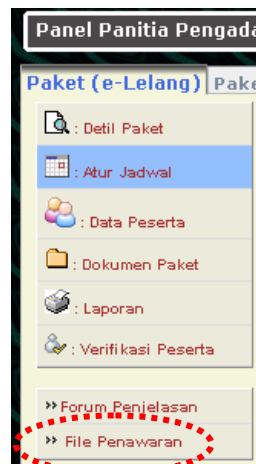 Panel Panitia Pengada
Paket (e-Lelang) Pake
: Detil Paket
: Atur Jadwal
: Data Peserta
: Dokumen Paket
: Laporan
: Verifikasi Peserta
» Forum Penjelasan
» File Penawaran